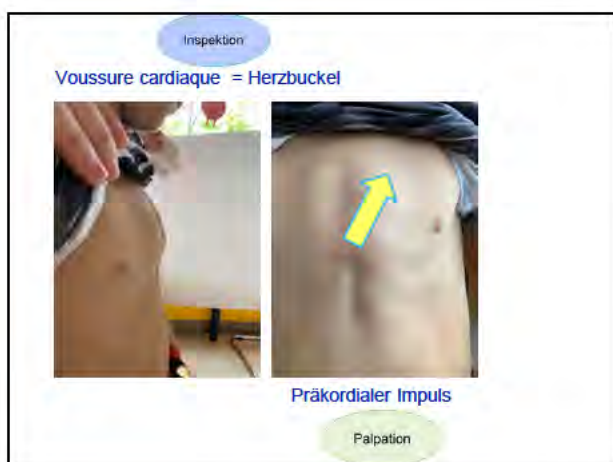 Inspektion
Voussure cardiaque = Herzbuckel
Präkordialer Impuls
Palpation